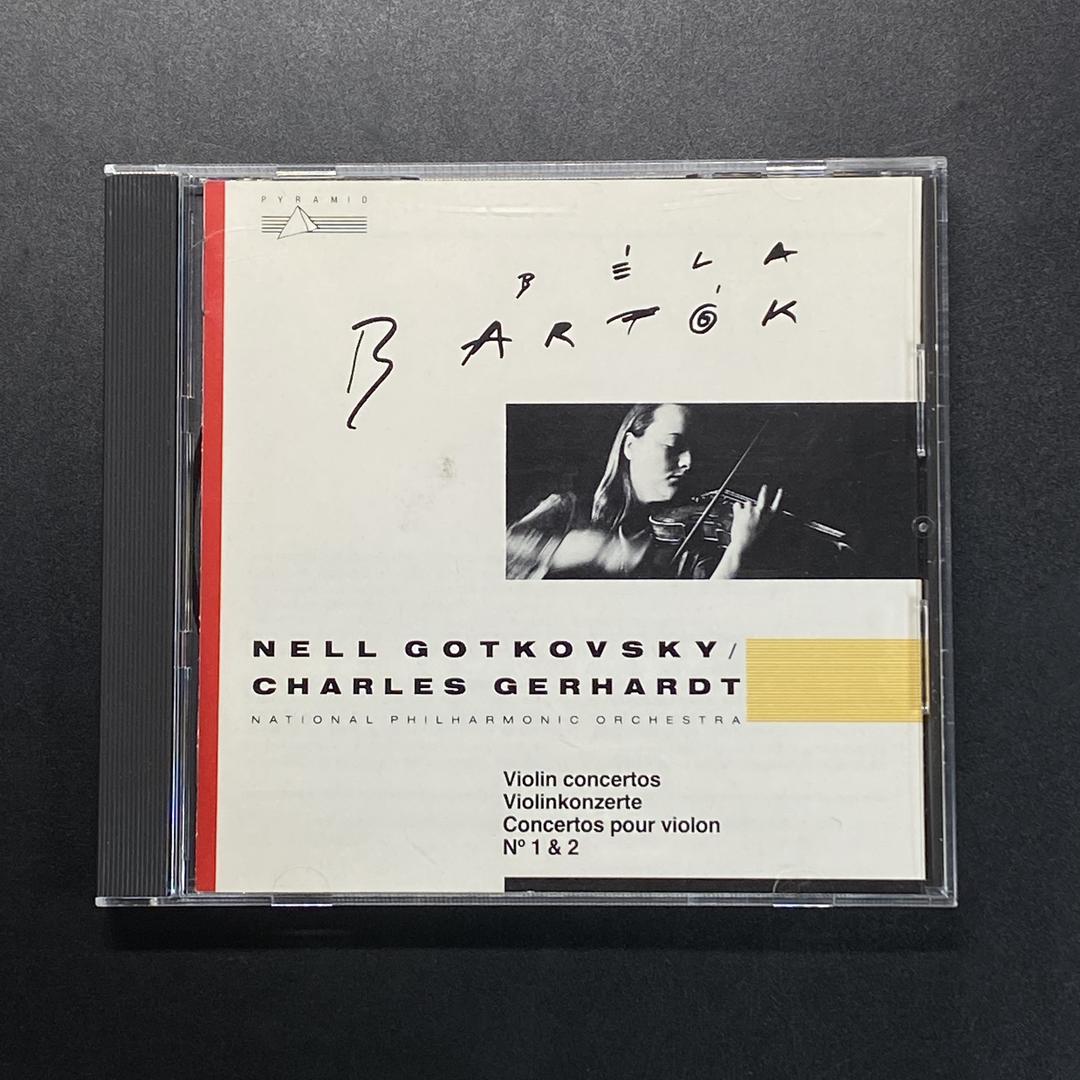 PYRAMID
BÉLA
BARTÓK
NELL GOTKOVSKY/
CHARLES GERHARDT
NATIONAL PHILHARMONIC ORCHESTRA
Violin concertos
Violinkonzerte
Concertos pour violon
Nº 1 & 2